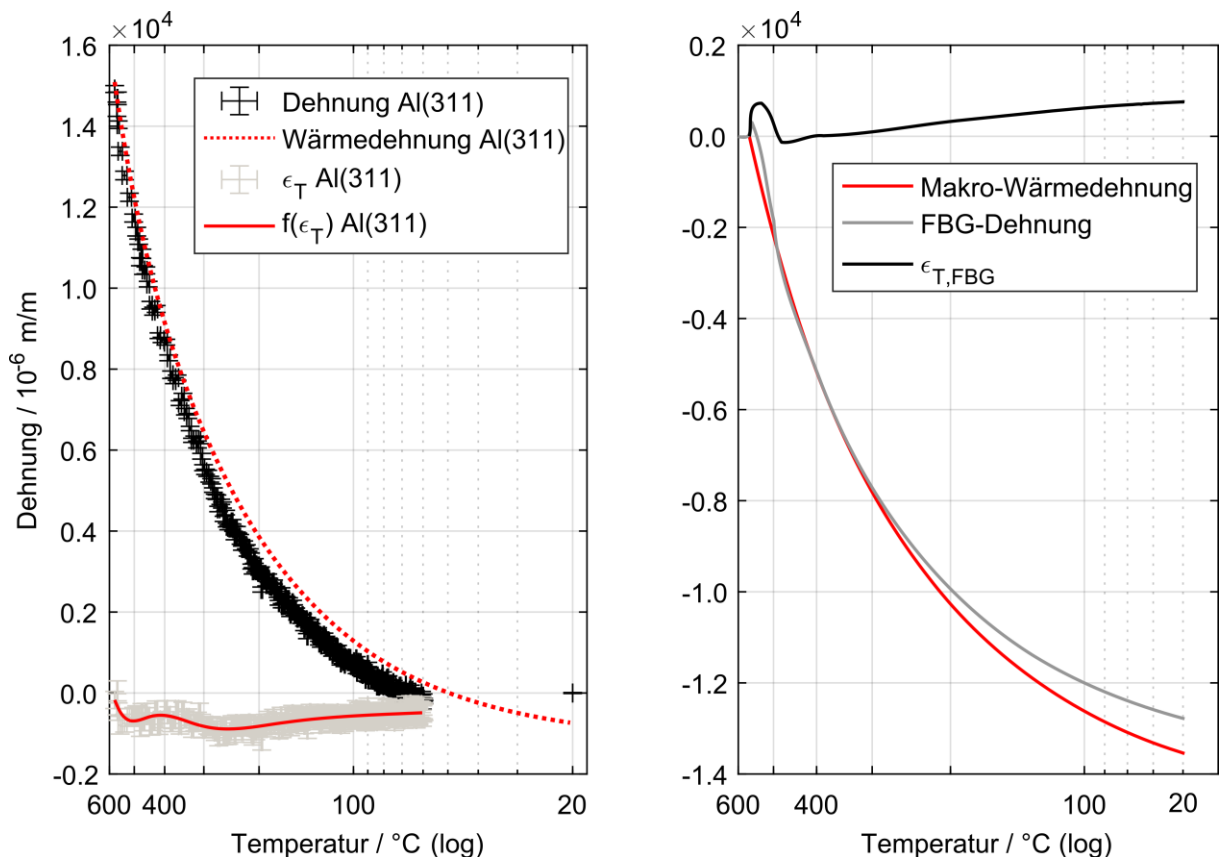 ×10⁴
1.6
1.4
1.2
1.0
0.8
0.6
0.4
0.2
0.0
-0.2
Dehnung / 10⁻⁶ m/m
Dehnung Al(311)
Wärmedehnung Al(311)
ϵ_T Al(311)
f(ϵ_T) Al(311)
600 400 100 20
Temperatur / °C (log)
×10⁴
0.2
0.0
-0.2
-0.4
-0.6
-0.8
-1.0
-1.2
-1.4
Makro-Wärmedehnung
FBG-Dehnung
ϵ_T,FBG
600 400 100 20
Temperatur / °C (log)